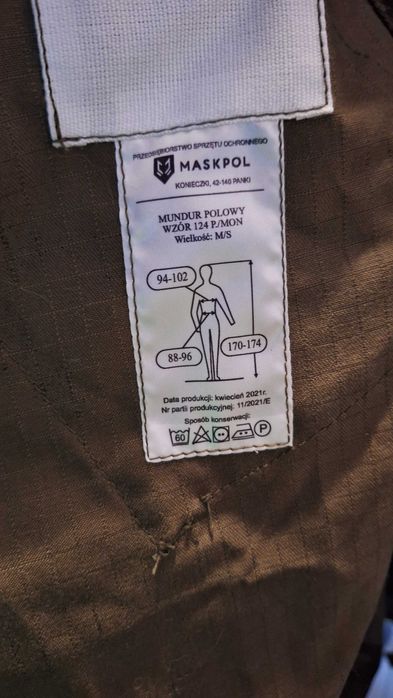 PRZEDSIĘBIORSTWO SPRZĘTU OCHRONNEGO
MASKPOL
KONIECZKI, 42-140 PANKI
MUNDUR POLOWY
WZÓR 124 P./MON
Wielkość: M/S
94-102
88-96
170-174
Data produkcji: kwiecień 2021r.
Nr partii produkcyjnej: 11/2021/E
Sposób konserwacji:
60
P